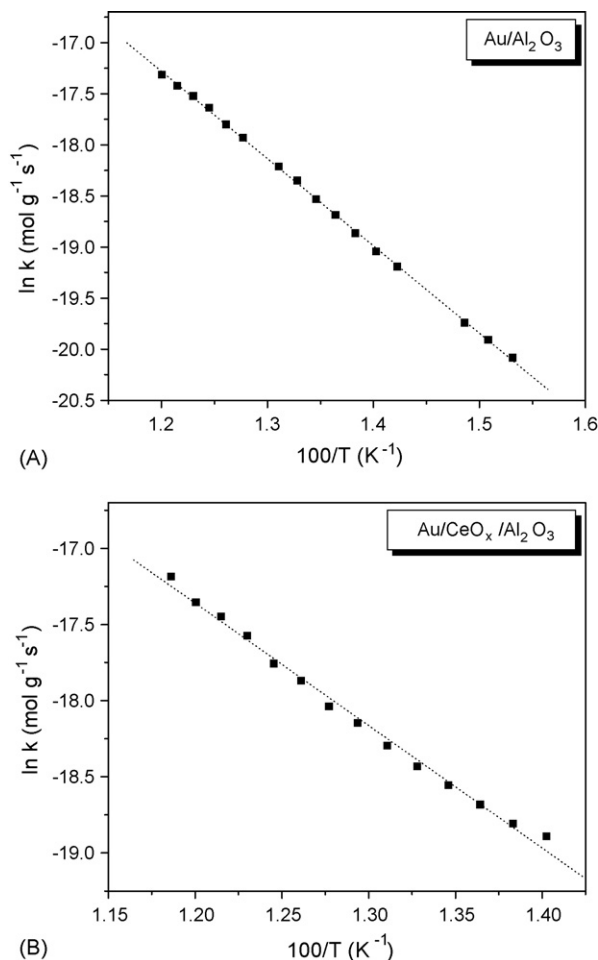 -17.0
-17.5
-18.0
-18.5
-19.0
-19.5
-20.0
-20.5
ln k (mol g⁻¹ s⁻¹)
Au/Al₂O₃
1.2 1.3 1.4 1.5 1.6
100/T (K⁻¹)
(A)
-17.0
-17.5
-18.0
-18.5
-19.0
ln k (mol g⁻¹ s⁻¹)
Au/CeOₓ/Al₂O₃
1.15 1.20 1.25 1.30 1.35 1.40
100/T (K⁻¹)
(B)